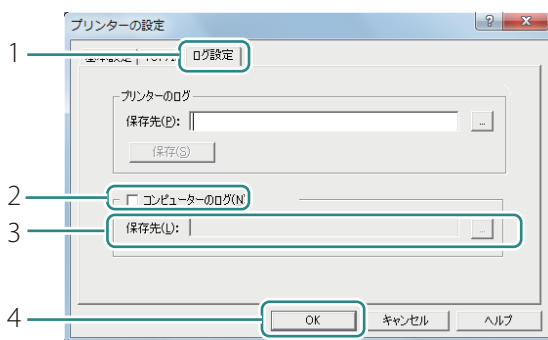 プリンターの設定
1
ログ設定
プリンターのログ
保存先(P):
...
保存(S)
2
コンピューターのログ(N)
3
保存先(L):
...
4
OK キャンセル ヘルプ